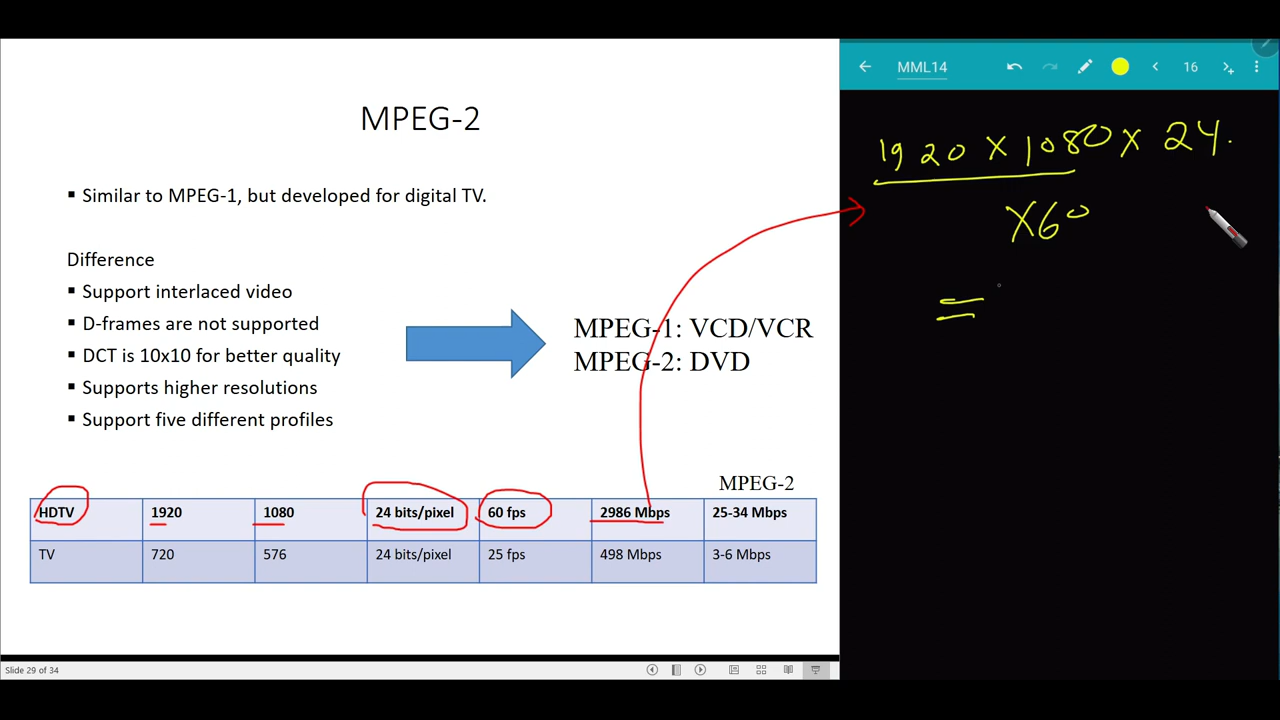 MPEG-2
▪ Similar to MPEG-1, but developed for digital TV.
Difference
▪ Support interlaced video
▪ D-frames are not supported
▪ DCT is 10x10 for better quality
▪ Supports higher resolutions
▪ Support five different profiles
MPEG-1: VCD/VCR
MPEG-2: DVD
MPEG-2
HDTV 1920 1080 24 bits/pixel 60 fps 2986 Mbps 25-34 Mbps
TV 720 576 24 bits/pixel 25 fps 498 Mbps 3-6 Mbps
Slide 29 of 34
MML14 16
1920 X 1080 X 24.
X60
=